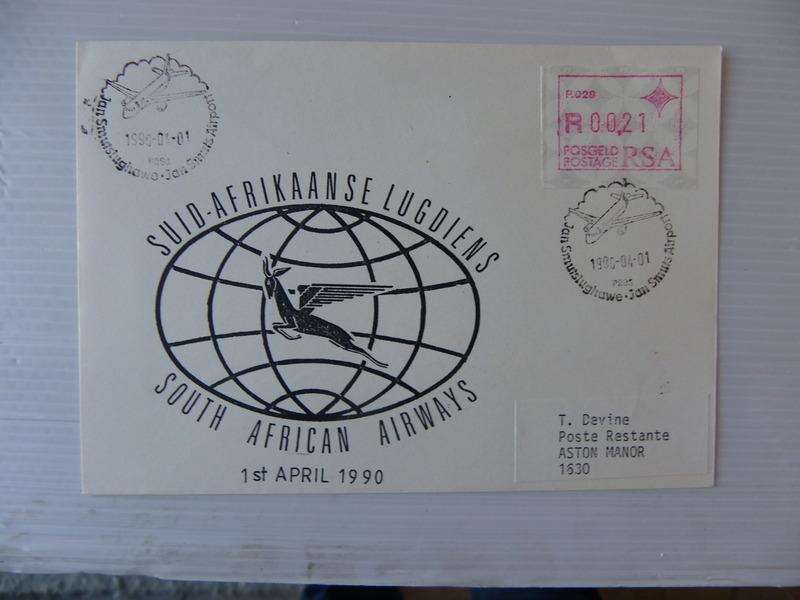 Jan Smutslughawe · Jan Smuts Airport
1990-04-01
P.028
R 00,21
POSGELD
POSTAGE RSA
Jan Smutslughawe · Jan Smuts Airport
1990-04-01
SUID-AFRIKAANSE LUGDIENS
SOUTH AFRICAN AIRWAYS
1st APRIL 1990
T. Devine
Poste Restante
ASTON MANOR
1630